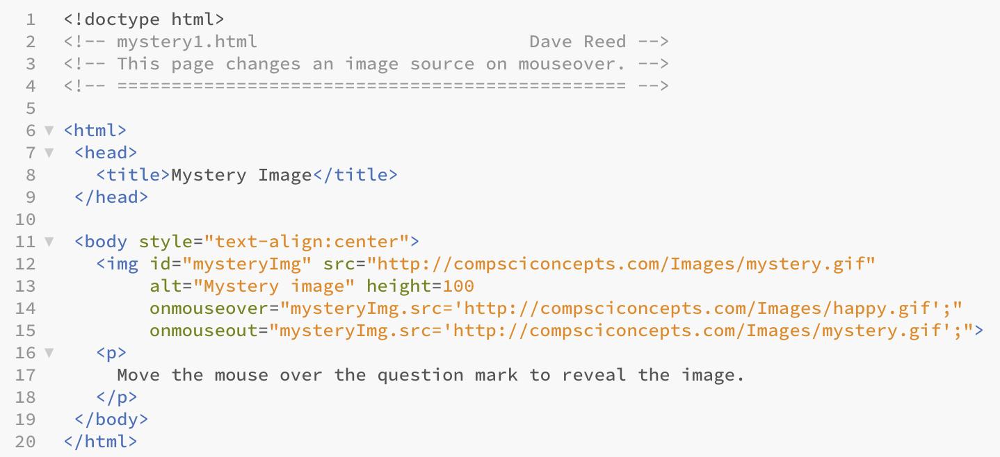 1 <!doctype html>
2 <!-- mystery1.html                         Dave Reed -->
3 <!-- This page changes an image source on mouseover. -->
4 <!-- =============================================== -->
5
6 ▼ <html>
7 ▼  <head>
8      <title>Mystery Image</title>
9    </head>
10
11 ▼  <body style="text-align:center">
12     <img id="mysteryImg" src="http://compsciconcepts.com/Images/mystery.gif"
13          alt="Mystery image" height=100
14          onmouseover="mysteryImg.src='http://compsciconcepts.com/Images/happy.gif';"
15          onmouseout="mysteryImg.src='http://compsciconcepts.com/Images/mystery.gif';">
16 ▼   <p>
17       Move the mouse over the question mark to reveal the image.
18     </p>
19   </body>
20 </html>